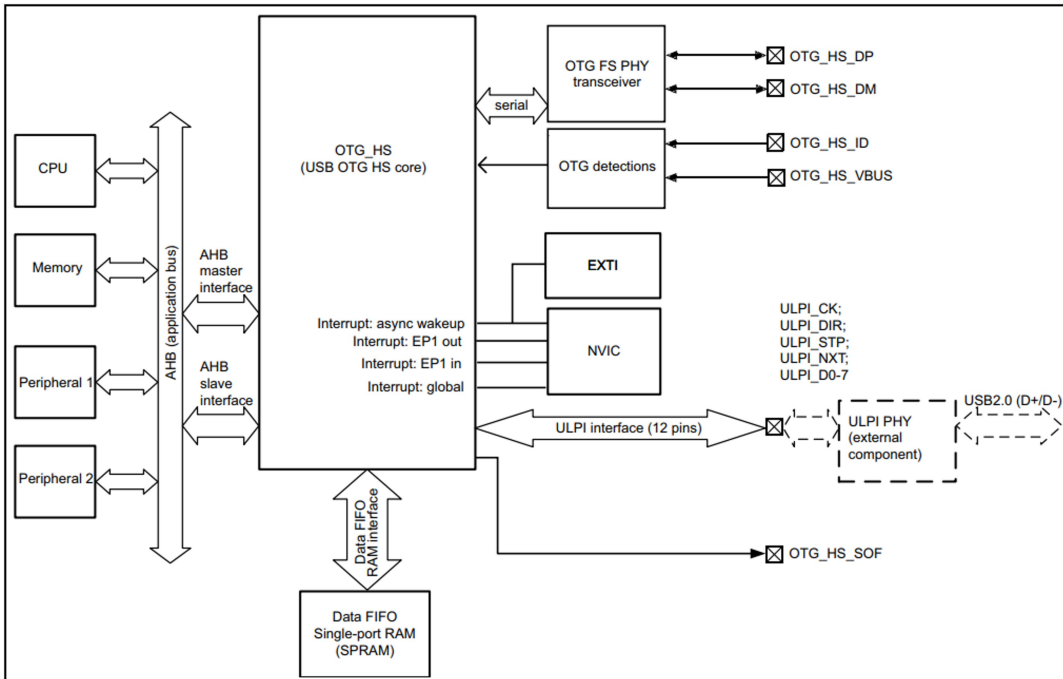 OTG FS PHY
transceiver
OTG_HS_DP
OTG_HS_DM
serial
OTG_HS
(USB OTG HS core)
OTG detections
OTG_HS_ID
OTG_HS_VBUS
CPU
Memory
Peripheral 1
Peripheral 2
AHB (application bus)
AHB
master
interface
AHB
slave
interface
EXTI
Interrupt: async wakeup
Interrupt: EP1 out
Interrupt: EP1 in
Interrupt: global
NVIC
ULPI_CK;
ULPI_DIR;
ULPI_STP;
ULPI_NXT;
ULPI_D0-7
ULPI interface (12 pins)
ULPI PHY
(external
component)
USB2.0 (D+/D-)
Data FIFO
RAM interface
OTG_HS_SOF
Data FIFO
Single-port RAM
(SPRAM)